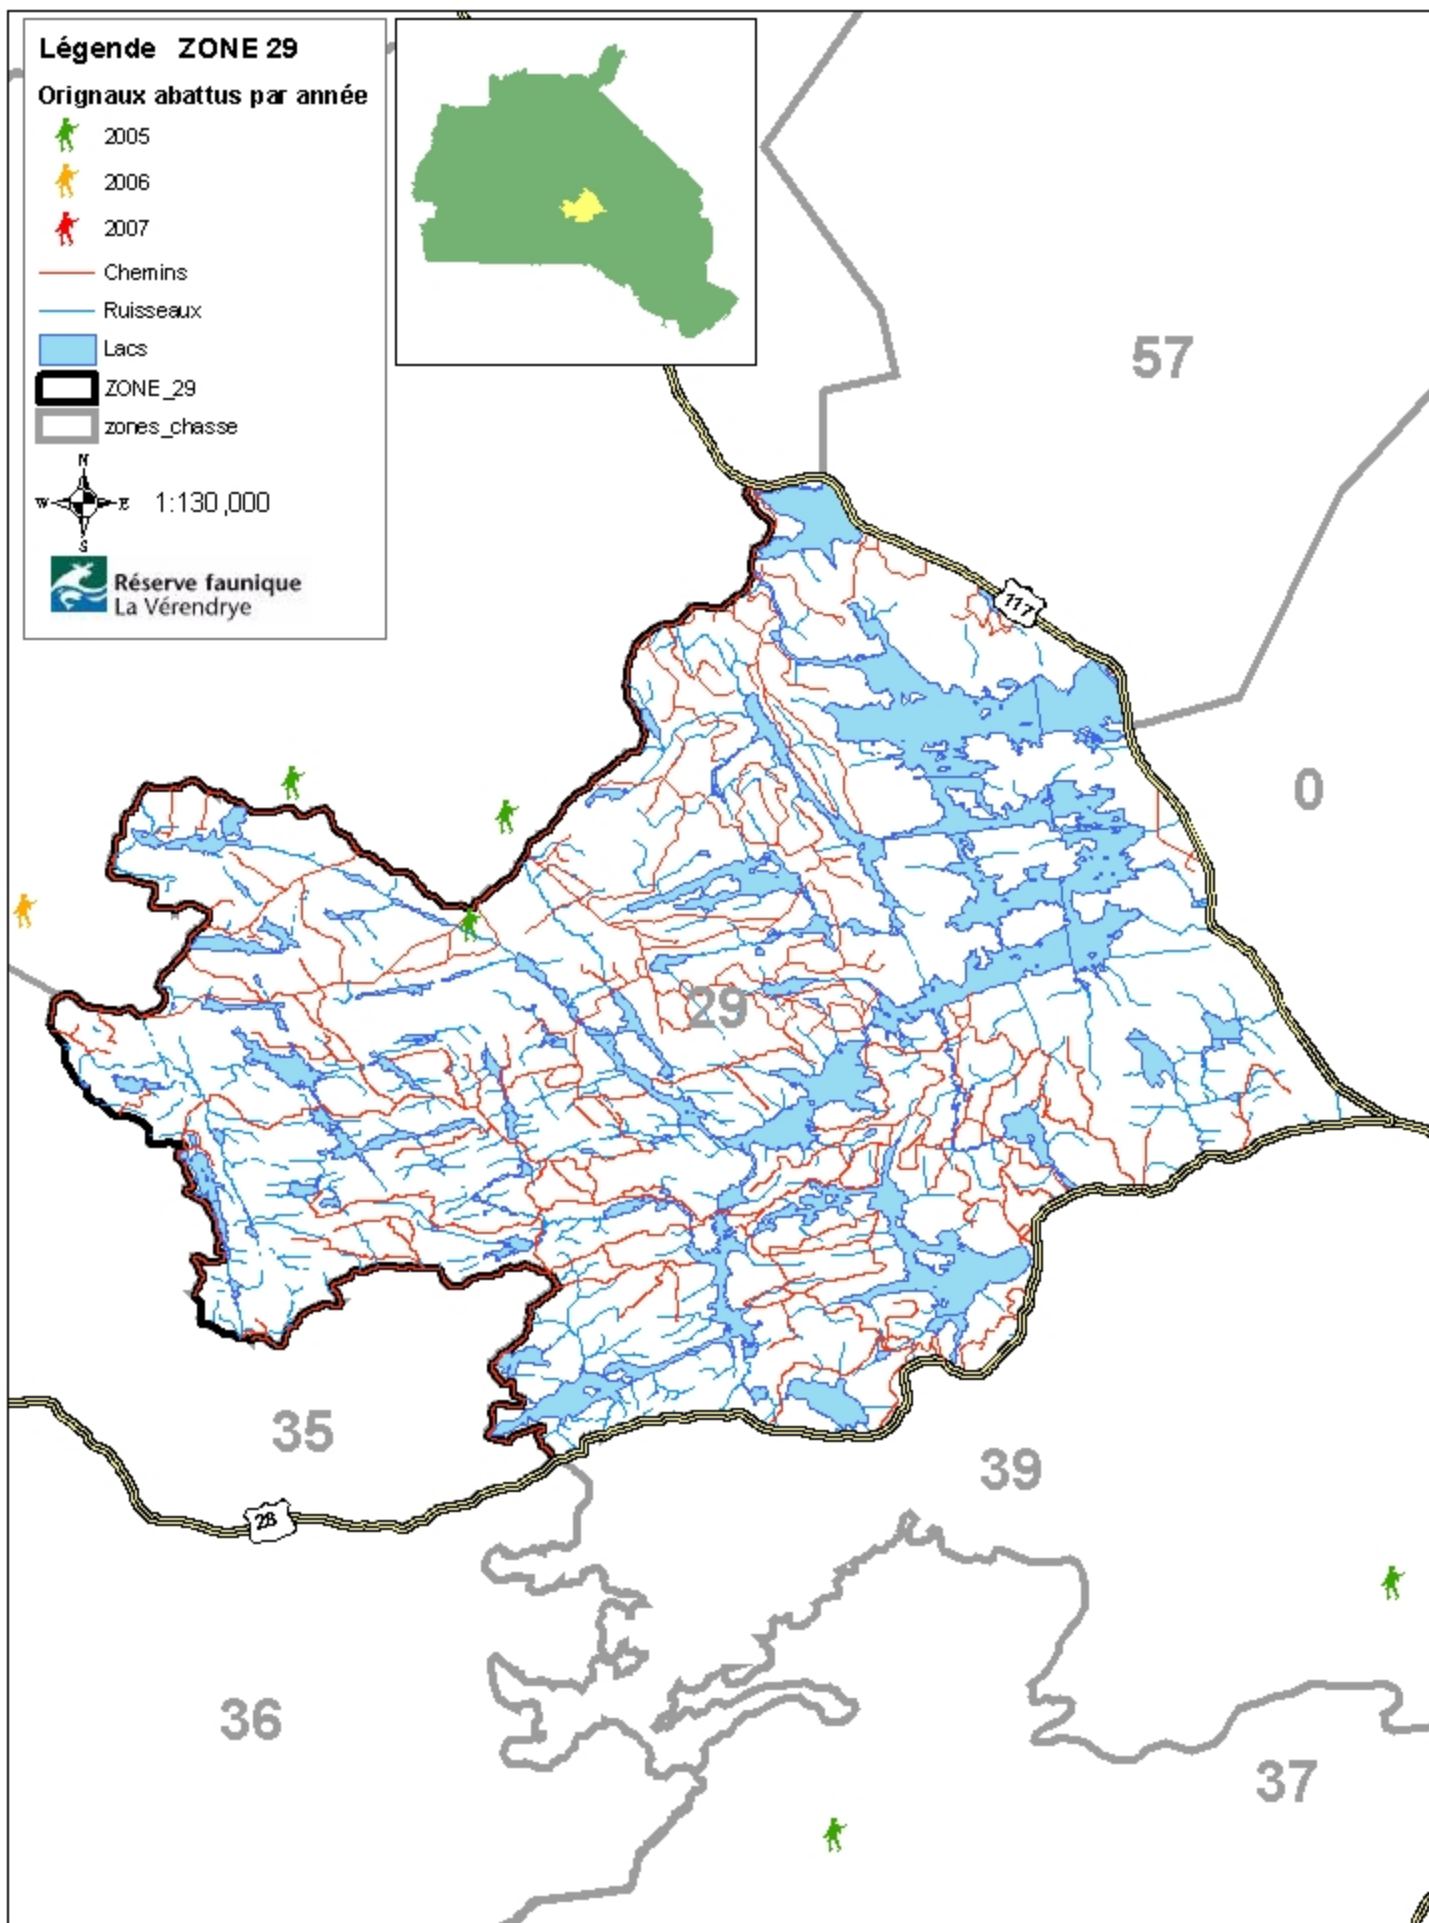 Légende ZONE 29
Orignaux abattus par année
2005
2006
2007
Chemins
Ruisseaux
Lacs
ZONE_29
zones_chasse
N
W E
S
1:130,000
Réserve faunique
La Vérendrye
57
117
0
29
35
39
28
36
37